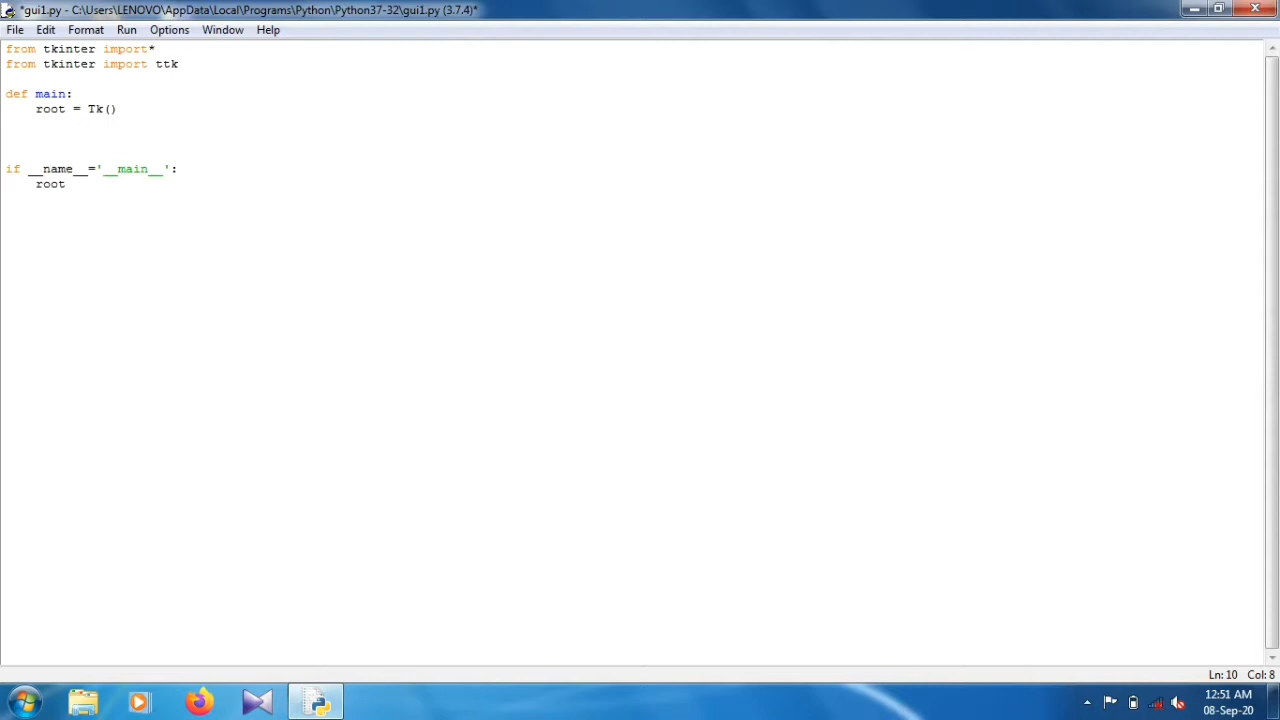 *gui1.py - C:\Users\LENOVO\AppData\Local\Programs\Python\Python37-32\gui1.py (3.7.4)*
File Edit Format Run Options Window Help
from tkinter import*
from tkinter import ttk
def main:
root = Tk()
if __name__='__main__':
root
Ln: 10 Col: 8
12:51 AM
08-Sep-20